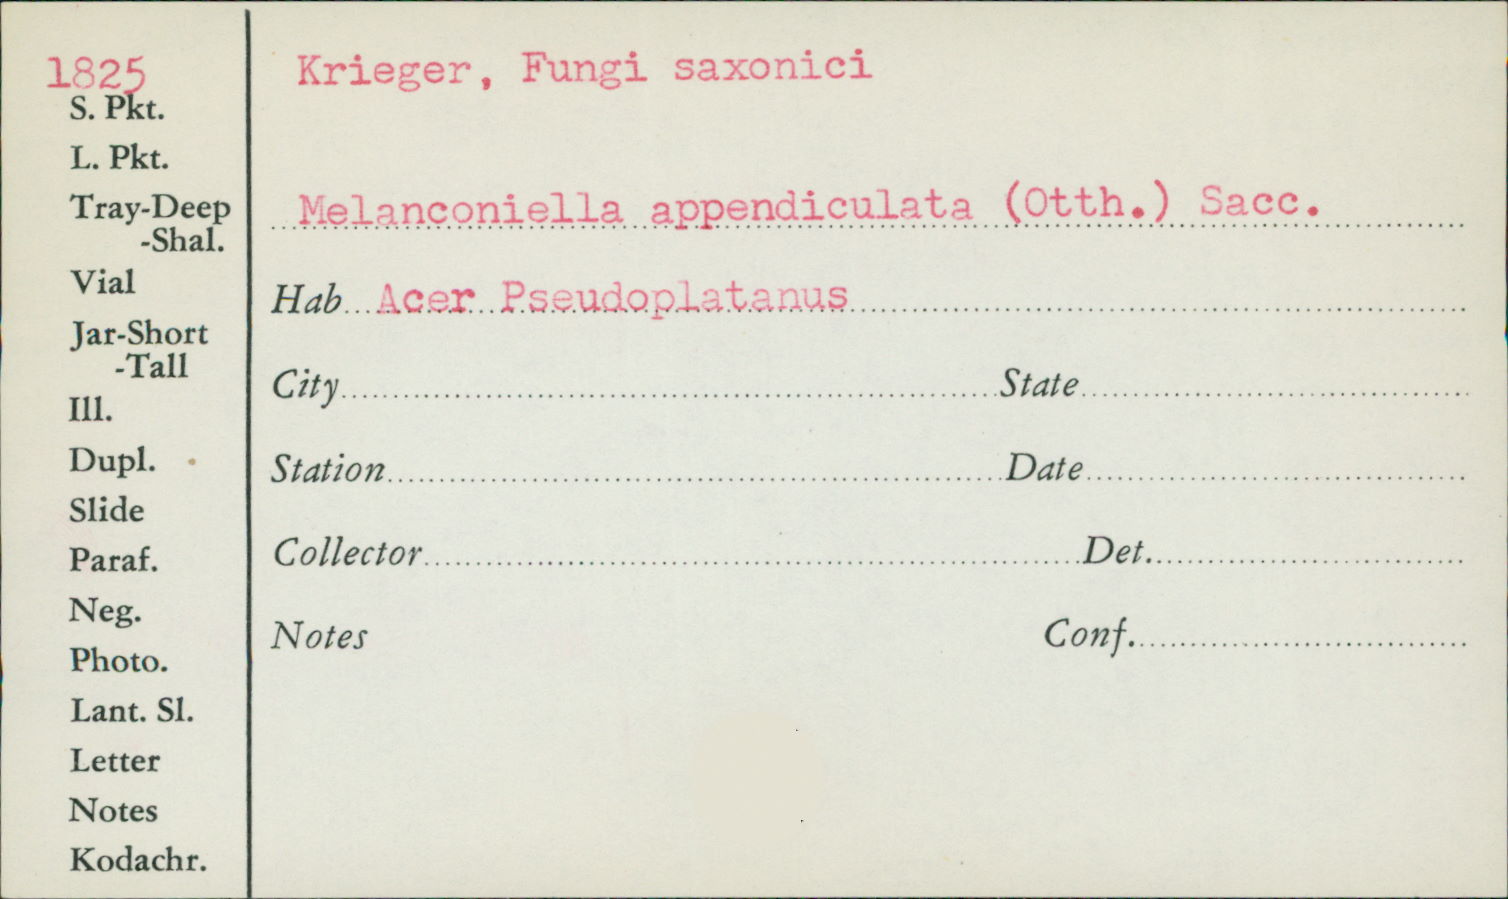 1825
S. Pkt.
L. Pkt.
Tray-Deep
-Shal.
Vial
Jar-Short
-Tall
Ill.
Dupl.
Slide
Paraf.
Neg.
Photo.
Lant. Sl.
Letter
Notes
Kodachr.
Krieger, Fungi saxonici
Melanconiella appendiculata (Otth.) Sacc.
Hab Acer Pseudoplatanus
City State
Station Date
Collector Det.
Notes Conf.